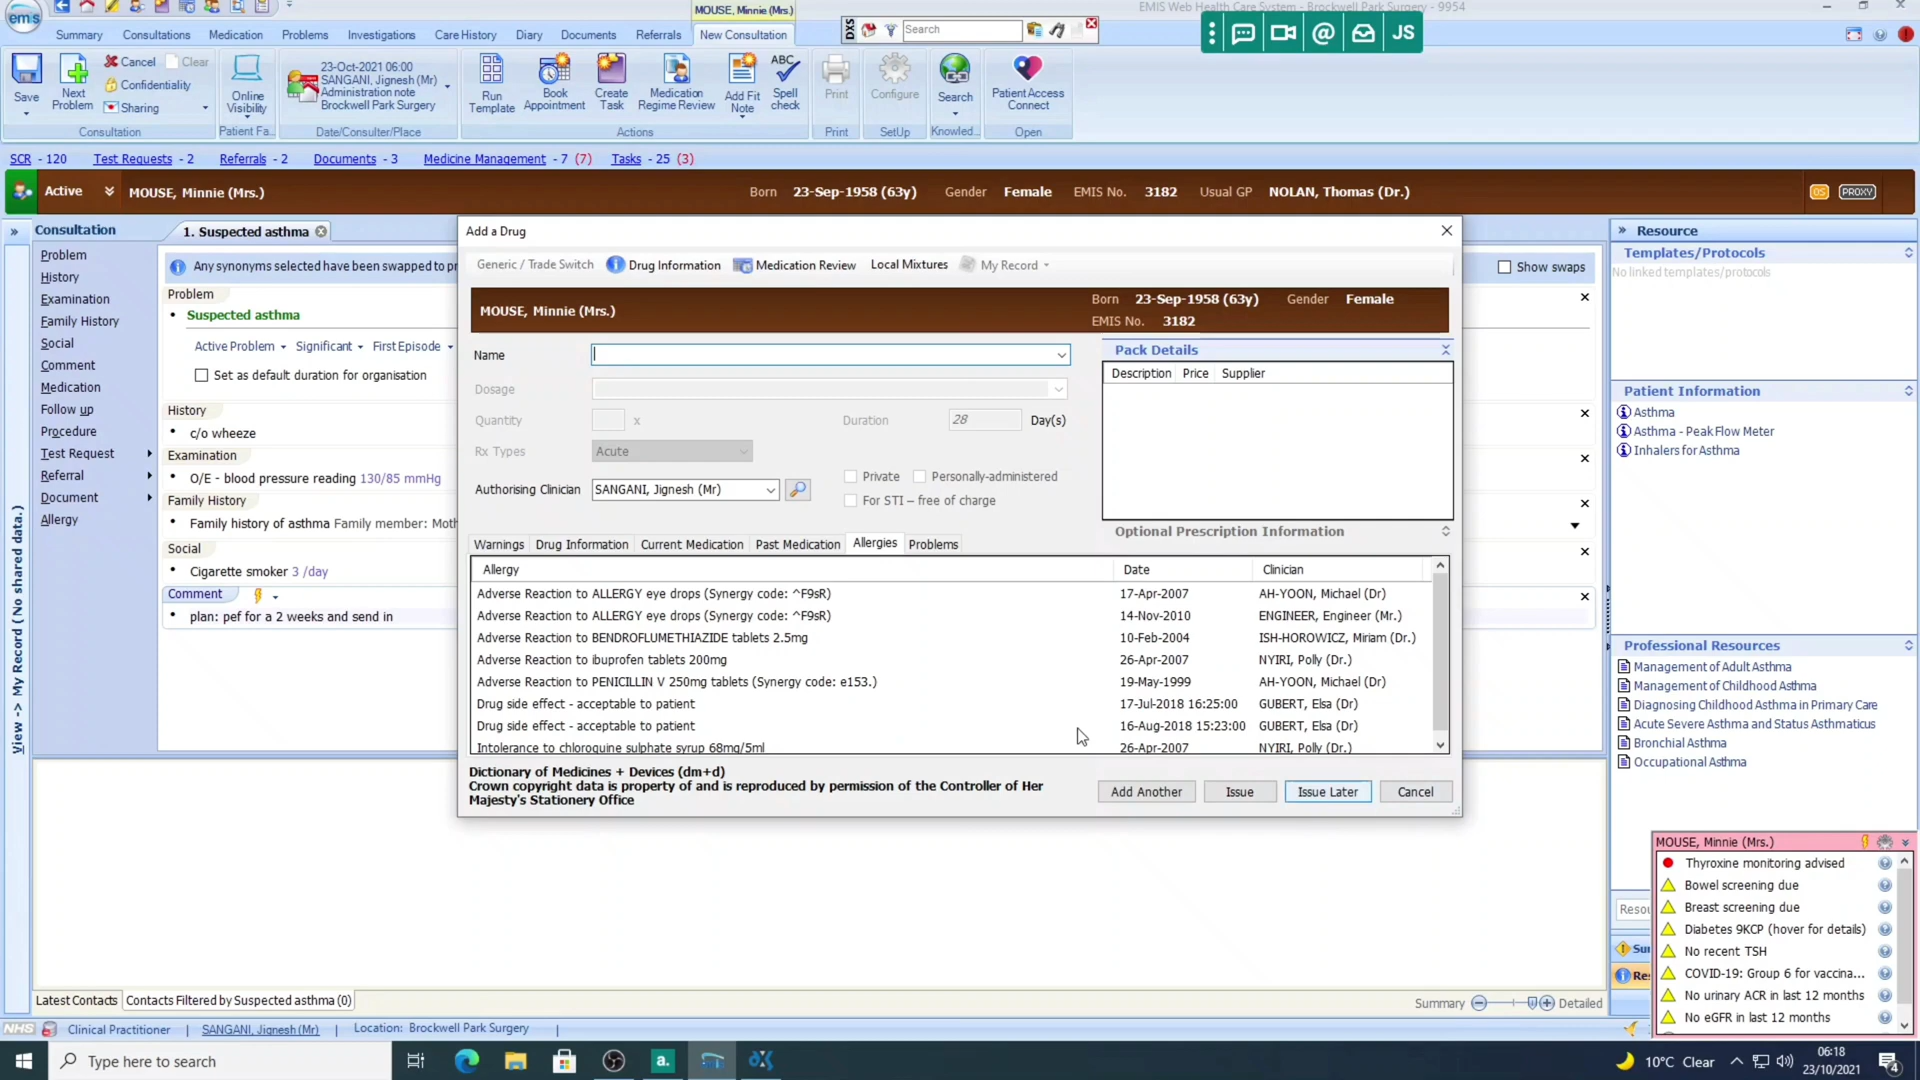 MOUSE, Minnie (Mrs.)
EMIS Web Health Care System - Brockwell Park Surgery - 9954
emis
Summary Consultations Medication Problems Investigations Care History Diary Documents Referrals New Consultation
DXS Search
@ JS
Save
Next Problem
Cancel Clear
Confidentiality
Sharing
Consultation
Online Visibility
Patient Fa...
23-Oct-2021 06:00
SANGANI, Jignesh (Mr)
Administration note
Brockwell Park Surgery
Date/Consulter/Place
Run Template
Book Appointment
Create Task
Medication Regime Review
Add Fit Note
ABC
Spell check
Actions
Print
Print
Configure
SetUp
Search
Knowled...
Patient Access Connect
Open
SCR - 120 Test Requests - 2 Referrals - 2 Documents - 3 Medicine Management - 7 (7) Tasks - 25 (3)
Active MOUSE, Minnie (Mrs.) Born 23-Sep-1958 (63y) Gender Female EMIS No. 3182 Usual GP NOLAN, Thomas (Dr.) OS PROXY
View -> My Record (No shared data.)
Consultation
Problem
History
Examination
Family History
Social
Comment
Medication
Follow up
Procedure
Test Request
Referral
Document
Allergy
1. Suspected asthma
Any synonyms selected have been swapped to pr
Show swaps
Problem
Suspected asthma
Active Problem Significant First Episode
Set as default duration for organisation
History
c/o wheeze
Examination
O/E - blood pressure reading 130/85 mmHg
Family History
Family history of asthma Family member: Moth
Social
Cigarette smoker 3 /day
Comment
plan: pef for a 2 weeks and send in
Add a Drug
Generic / Trade Switch Drug Information Medication Review Local Mixtures My Record
MOUSE, Minnie (Mrs.)
Born 23-Sep-1958 (63y) Gender Female
EMIS No. 3182
Name
Dosage
Quantity x Duration 28 Day(s)
Rx Types Acute
Authorising Clinician SANGANI, Jignesh (Mr)
Private Personally-administered
For STI – free of charge
Pack Details
Description Price Supplier
Optional Prescription Information
Warnings Drug Information Current Medication Past Medication Allergies Problems
Allergy Date Clinician
Adverse Reaction to ALLERGY eye drops (Synergy code: ^F9sR) 17-Apr-2007 AH-YOON, Michael (Dr)
Adverse Reaction to ALLERGY eye drops (Synergy code: ^F9sR) 14-Nov-2010 ENGINEER, Engineer (Mr.)
Adverse Reaction to BENDROFLUMETHIAZIDE tablets 2.5mg 10-Feb-2004 ISH-HOROWICZ, Miriam (Dr.)
Adverse Reaction to ibuprofen tablets 200mg 26-Apr-2007 NYIRI, Polly (Dr.)
Adverse Reaction to PENICILLIN V 250mg tablets (Synergy code: e153.) 19-May-1999 AH-YOON, Michael (Dr)
Drug side effect - acceptable to patient 17-Jul-2018 16:25:00 GUBERT, Elsa (Dr)
Drug side effect - acceptable to patient 16-Aug-2018 15:23:00 GUBERT, Elsa (Dr)
Intolerance to chloroquine sulphate syrup 68mg/5ml 26-Apr-2007 NYIRI, Polly (Dr.)
Dictionary of Medicines + Devices (dm+d)
Crown copyright data is property of and is reproduced by permission of the Controller of Her
Majesty's Stationery Office
Add Another Issue Issue Later Cancel
Resource
Templates/Protocols
No linked templates/protocols
Patient Information
Asthma
Asthma - Peak Flow Meter
Inhalers for Asthma
Professional Resources
Management of Adult Asthma
Management of Childhood Asthma
Diagnosing Childhood Asthma in Primary Care
Acute Severe Asthma and Status Asthmaticus
Bronchial Asthma
Occupational Asthma
Resou
Sur
Res
MOUSE, Minnie (Mrs.)
Thyroxine monitoring advised
Bowel screening due
Breast screening due
Diabetes 9KCP (hover for details)
No recent TSH
COVID-19: Group 6 for vaccina...
No urinary ACR in last 12 months
No eGFR in last 12 months
Latest Contacts Contacts Filtered by Suspected asthma (0)
Summary Detailed
NHS Clinical Practitioner | SANGANI, Jignesh (Mr) | Location: Brockwell Park Surgery |
Type here to search
a.
10°C Clear
06:18
23/10/2021
4